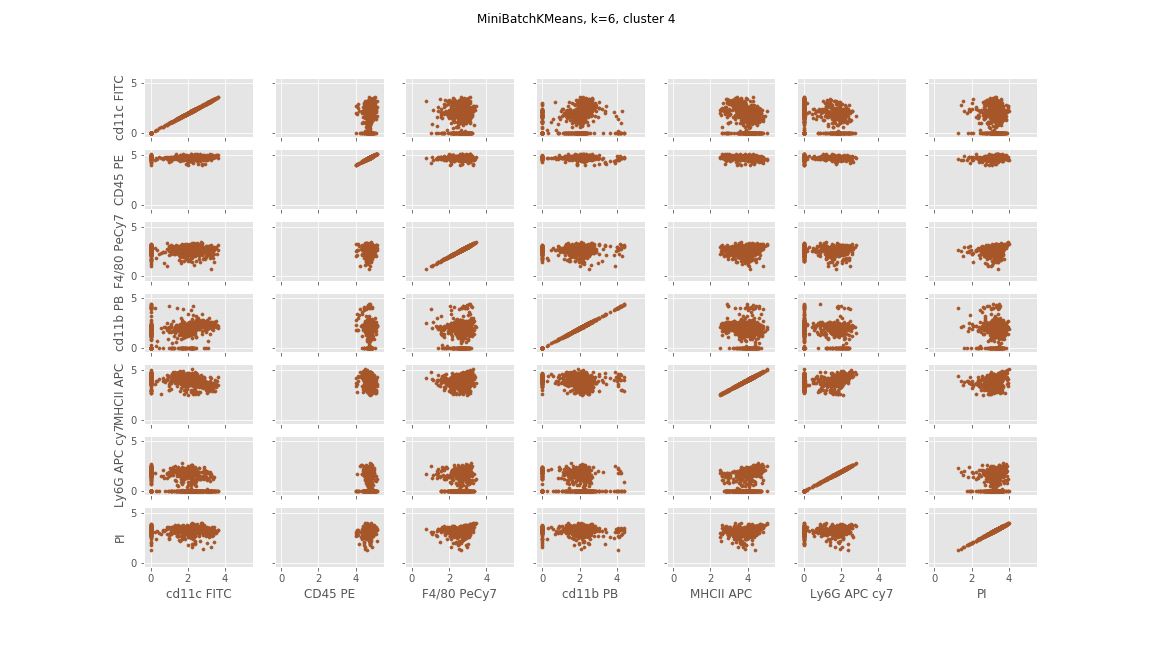 MiniBatchKMeans, k=6, cluster 4
cd11c FITC
5
0
CD45 PE
5
0
F4/80 PeCy7
5
0
cd11b PB
5
0
MHCII APC
5
0
Ly6G APC cy7
5
0
PI
5
0
0 2 4 0 2 4 0 2 4 0 2 4 0 2 4 0 2 4 0 2 4
cd11c FITC CD45 PE F4/80 PeCy7 cd11b PB MHCII APC Ly6G APC cy7 PI